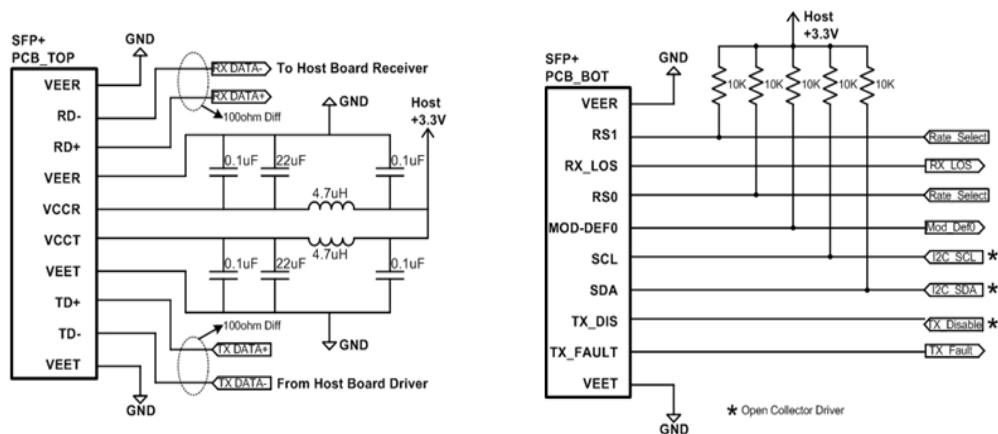 SFP+
PCB_TOP
GND
VEER
RD-
RD+
VEER
VCCR
VCCT
VEET
TD+
TD-
VEET
GND
RX DATA-
To Host Board Receiver
RX DATA+
100ohm Diff
GND
Host
+3.3V
0.1uF
22uF
0.1uF
4.7uH
4.7uH
0.1uF
22uF
0.1uF
GND
100ohm Diff
TX DATA+
TX DATA-
From Host Board Driver
SFP+
PCB_BOT
GND
Host
+3.3V
10K
10K
10K
10K
10K
VEER
RS1
RX_LOS
RS0
MOD-DEF0
SCL
SDA
TX_DIS
TX_FAULT
VEET
GND
Rate_Select
RX_LOS
Rate_Select
Mod_Def0
I2C_SCL *
I2C_SDA *
TX_Disable *
TX_Fault
* Open Collector Driver